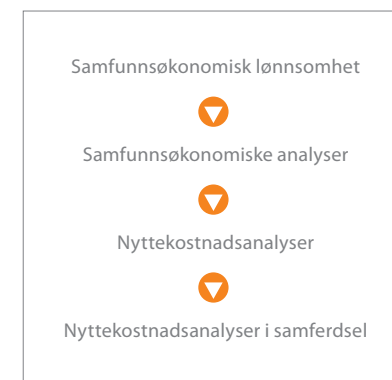 Samfunnsøkonomisk lønnsomhet
Samfunnsøkonomiske analyser
Nyttekostnadsanalyser
Nyttekostnadsanalyser i samferdsel